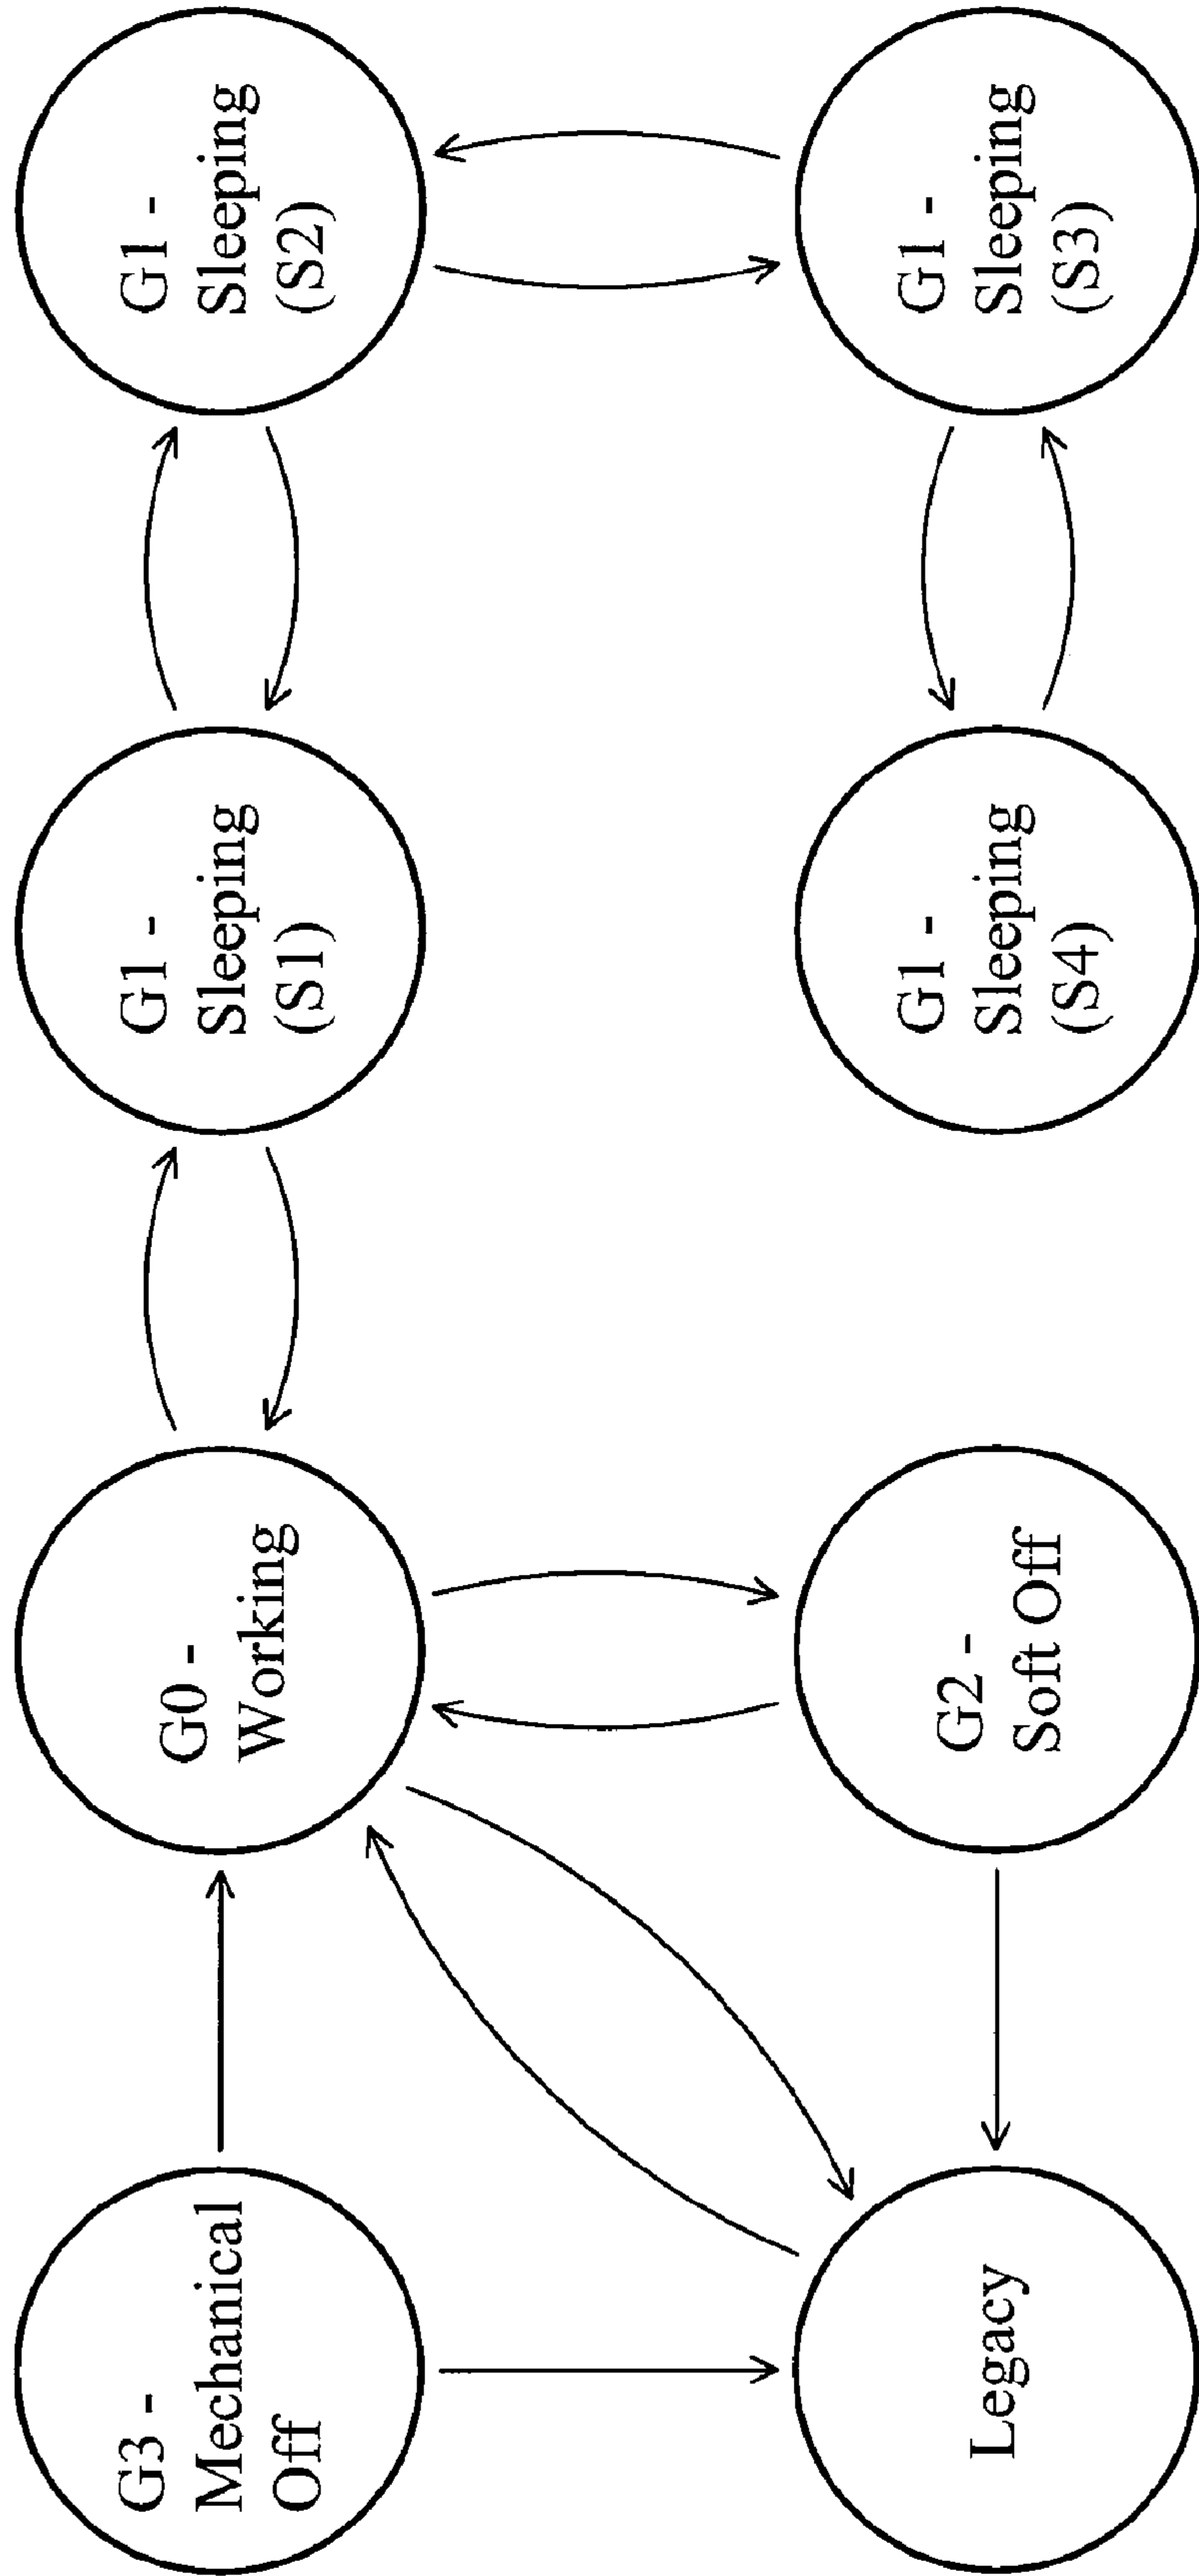 G3 -
Mechanical
Off
G0 -
Working
G1 -
Sleeping
(S1)
G1 -
Sleeping
(S2)
Legacy
G2 -
Soft Off
G1 -
Sleeping
(S4)
G1 -
Sleeping
(S3)